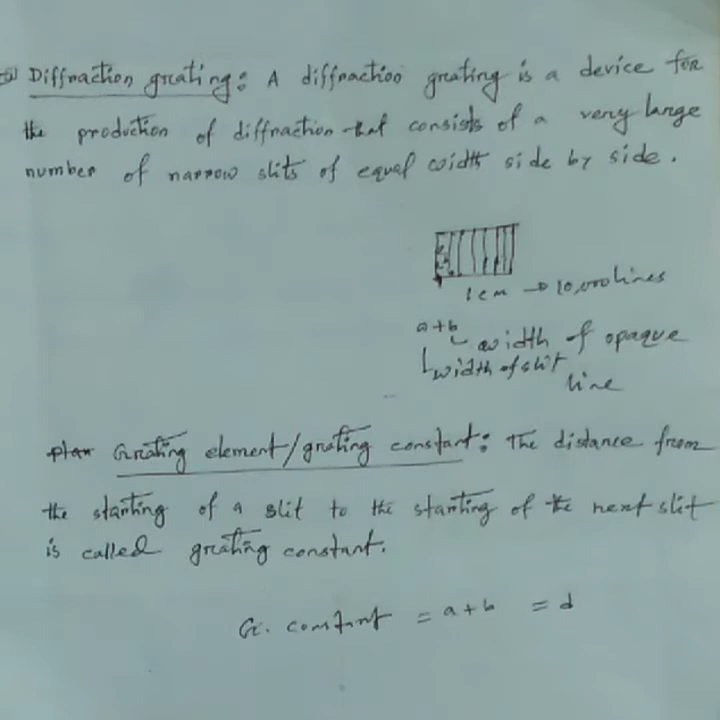 Diffraction grating: A diffraction grating is a device for
the production of diffraction that consists of a very large
number of narrow slits of equal width side by side.
1 cm → 10,000 lines
a+b
width of opaque
width of slit
line
Grating element/grating constant: The distance from
the starting of a slit to the starting of the next slit
is called grating constant.
G. constant = a+b = d